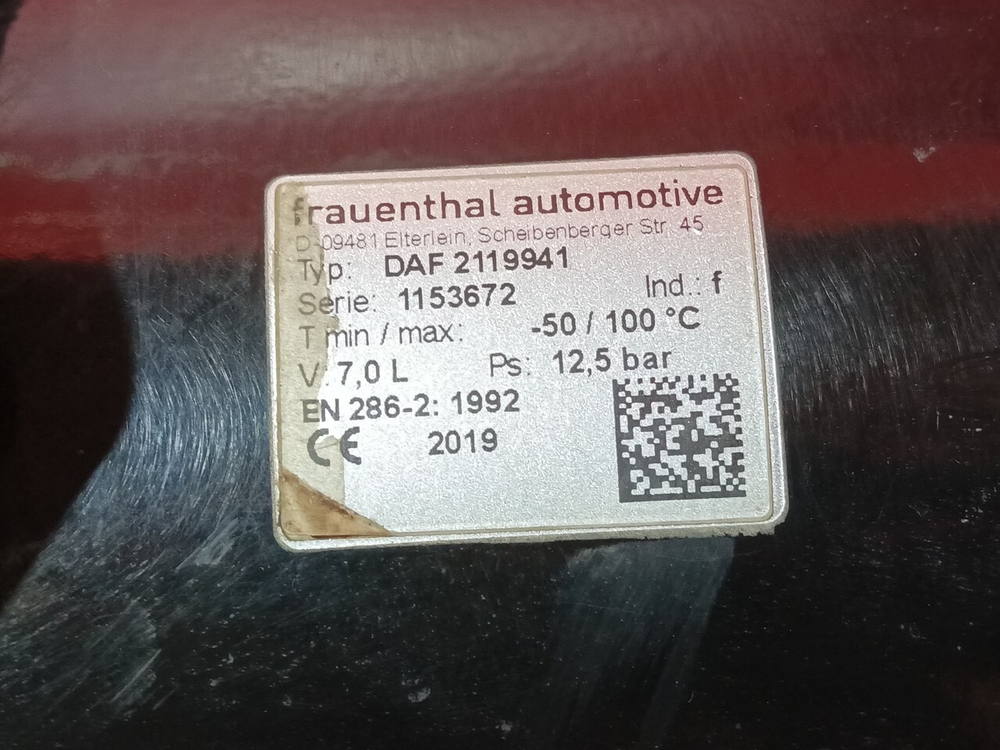 frauenthal automotive
D-09481 Elterlein, Scheibenberger Str. 45
Typ: DAF 2119941
Serie: 1153672 Ind.: f
T min / max: -50 / 100 °C
V: 7,0 L Ps: 12,5 bar
EN 286-2: 1992
CE 2019